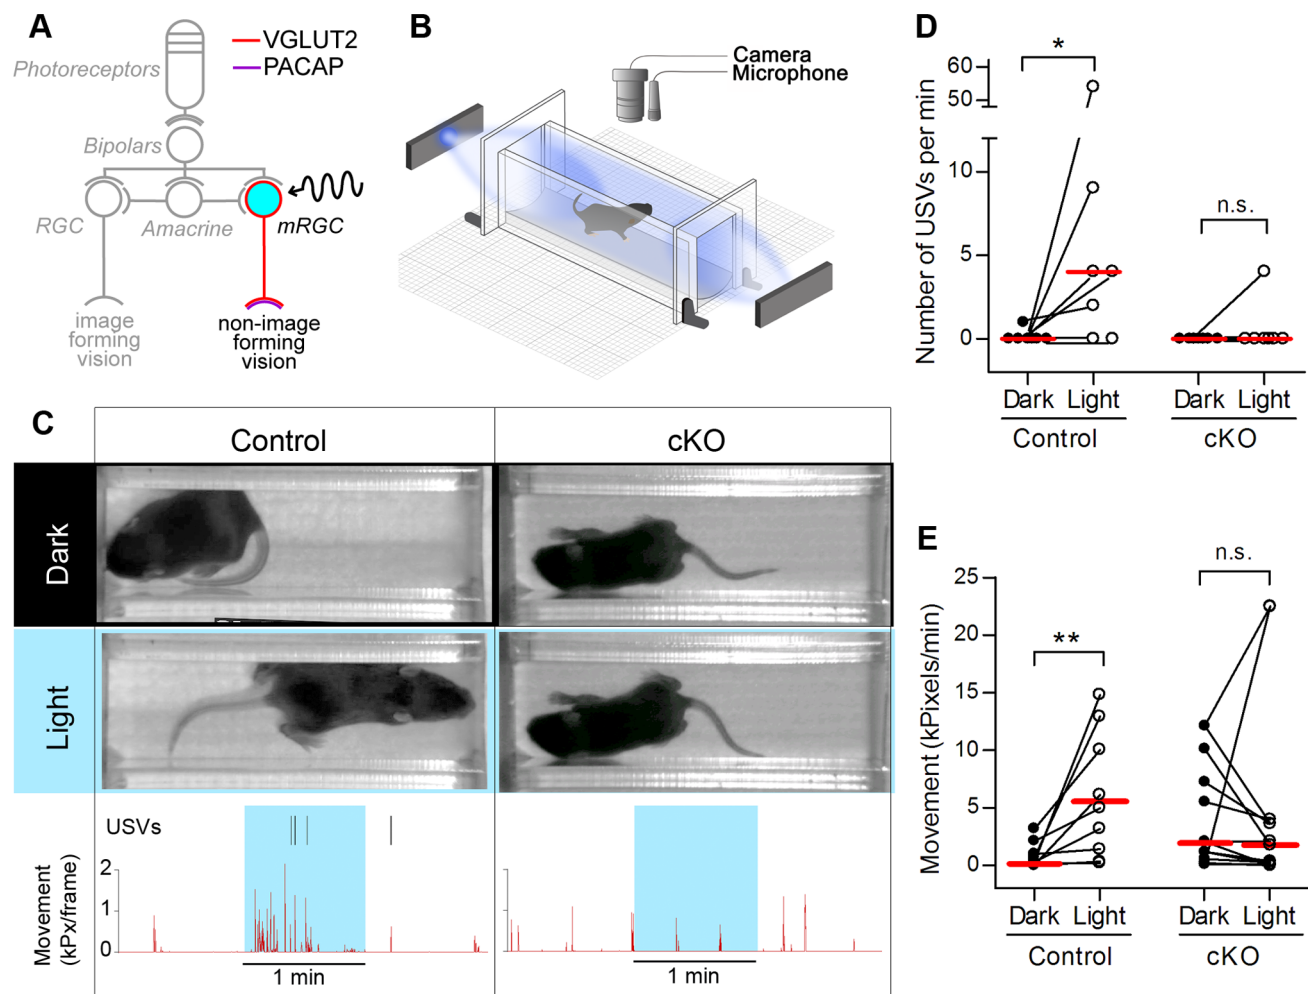 A
VGLUT2
PACAP
Photoreceptors
Bipolars
RGC
Amacrine
mRGC
image
forming
vision
non-image
forming
vision
B
Camera
Microphone
C
Control
cKO
Dark
Light
USVs
Movement
(kPx/frame)
2
1
0
1 min
1 min
D
Number of USVs per min
60
50
10
5
0
*
n.s.
Dark
Light
Dark
Light
Control
cKO
E
Movement (kPixels/min)
25
20
15
10
5
0
**
n.s.
Dark
Light
Dark
Light
Control
cKO